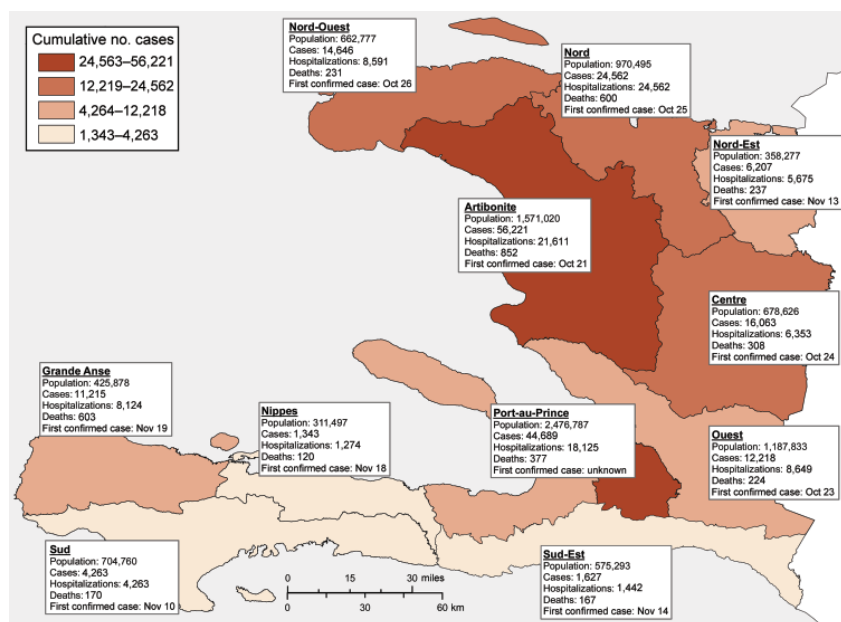 Cumulative no. cases
24,563–56,221
12,219–24,562
4,264–12,218
1,343–4,263
Nord-Ouest
Population: 662,777
Cases: 14,646
Hospitalizations: 8,591
Deaths: 231
First confirmed case: Oct 26
Nord
Population: 970,495
Cases: 24,562
Hospitalizations: 24,562
Deaths: 600
First confirmed case: Oct 25
Nord-Est
Population: 358,277
Cases: 6,207
Hospitalizations: 5,675
Deaths: 237
First confirmed case: Nov 13
Artibonite
Population: 1,571,020
Cases: 56,221
Hospitalizations: 21,611
Deaths: 852
First confirmed case: Oct 21
Centre
Population: 678,626
Cases: 16,063
Hospitalizations: 6,353
Deaths: 308
First confirmed case: Oct 24
Grande Anse
Population: 425,878
Cases: 11,215
Hospitalizations: 8,124
Deaths: 603
First confirmed case: Nov 19
Nippes
Population: 311,497
Cases: 1,343
Hospitalizations: 1,274
Deaths: 120
First confirmed case: Nov 18
Port-au-Prince
Population: 2,476,787
Cases: 44,689
Hospitalizations: 18,125
Deaths: 377
First confirmed case: unknown
Ouest
Population: 1,187,833
Cases: 12,218
Hospitalizations: 8,649
Deaths: 224
First confirmed case: Oct 23
Sud
Population: 704,760
Cases: 4,263
Hospitalizations: 4,263
Deaths: 170
First confirmed case: Nov 10
Sud-Est
Population: 575,293
Cases: 1,627
Hospitalizations: 1,442
Deaths: 167
First confirmed case: Nov 14
0 15 30 miles
0 30 60 km